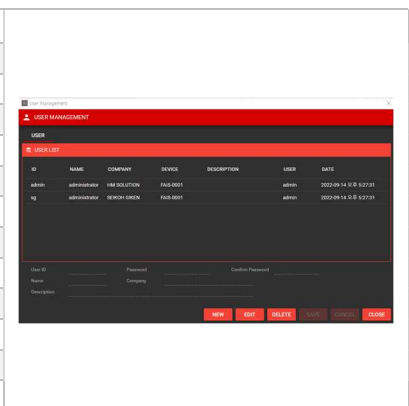 User Management
USER MANAGEMENT
USER
USER LIST
ID NAME COMPANY DEVICE DESCRIPTION USER DATE
admin administrator HM SOLUTION FAIS-0001 admin 2022-09-14 오후 5:27:31
sg administrator SEIKOH GIKEN FAIS-0001 admin 2022-09-14 오후 5:27:31
User ID Password Confirm Password
Name Company
Description
NEW EDIT DELETE SAVE CANCEL CLOSE